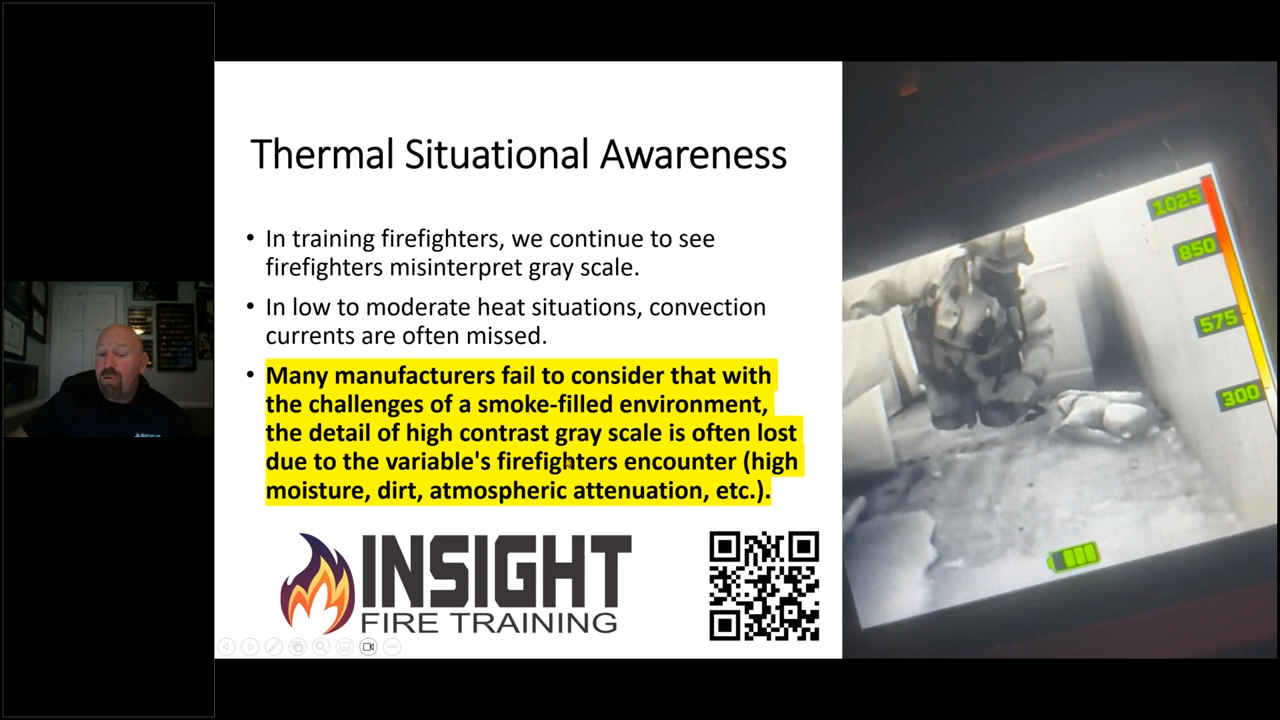 Thermal Situational Awareness
• In training firefighters, we continue to see
firefighters misinterpret gray scale.
• In low to moderate heat situations, convection
currents are often missed.
• Many manufacturers fail to consider that with
the challenges of a smoke-filled environment,
the detail of high contrast gray scale is often lost
due to the variable's firefighters encounter (high
moisture, dirt, atmospheric attenuation, etc.).
INSIGHT
FIRE TRAINING
1025
850
575
300